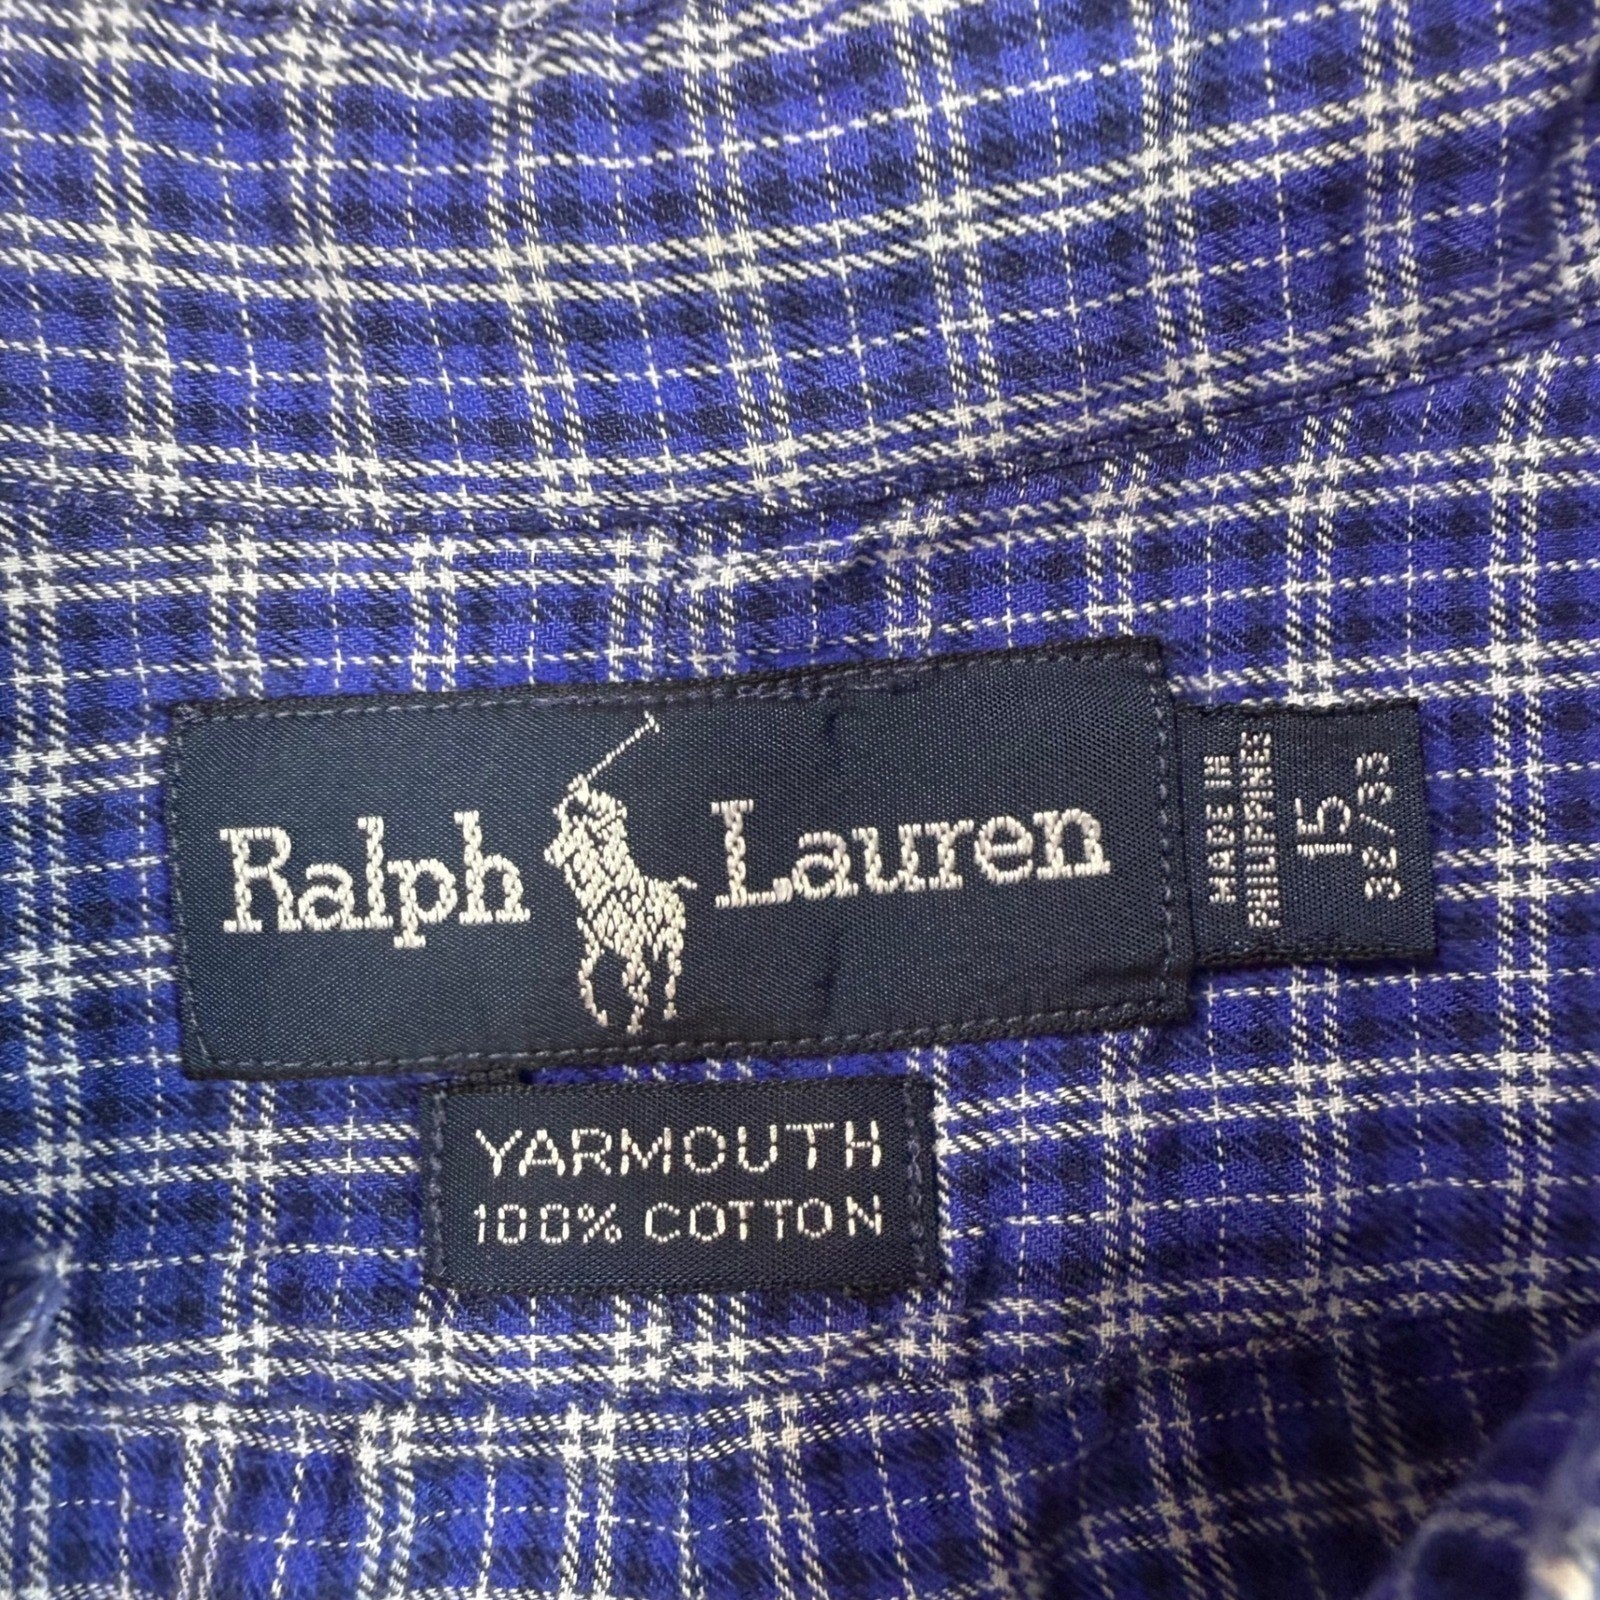 Ralph Lauren
MADE IN
PHILIPPINES
15
32/33
YARMOUTH
100% COTTON